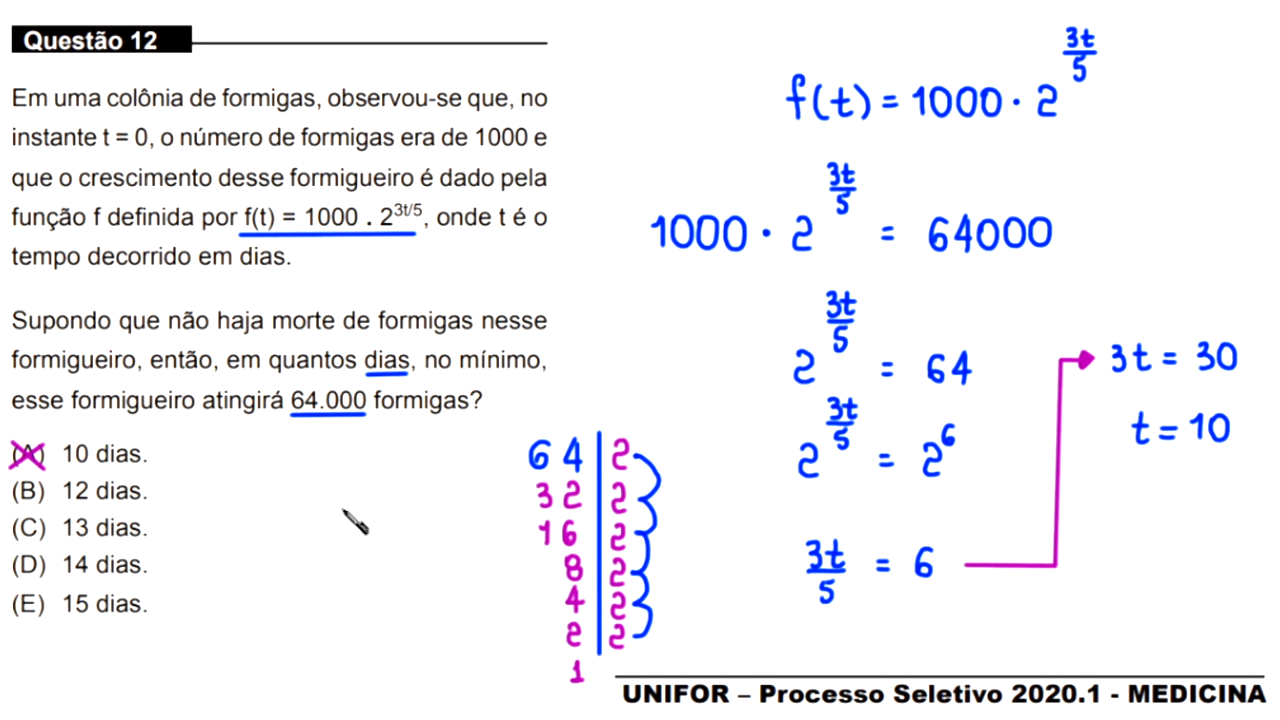 Questão 12
Em uma colônia de formigas, observou-se que, no
instante t = 0, o número de formigas era de 1000 e
que o crescimento desse formigueiro é dado pela
função f definida por f(t) = 1000 . 2^{3t/5}, onde t é o
tempo decorrido em dias.
Supondo que não haja morte de formigas nesse
formigueiro, então, em quantos dias, no mínimo,
esse formigueiro atingirá 64.000 formigas?
(A) 10 dias.
(B) 12 dias.
(C) 13 dias.
(D) 14 dias.
(E) 15 dias.
64 | 2
32 | 2
16 | 2
8 | 2
4 | 2
2 | 2
1
f(t) = 1000 · 2^{3t/5}
1000 · 2^{3t/5} = 64000
2^{3t/5} = 64
2^{3t/5} = 2^6
3t/5 = 6
3t = 30
t = 10
UNIFOR – Processo Seletivo 2020.1 - MEDICINA